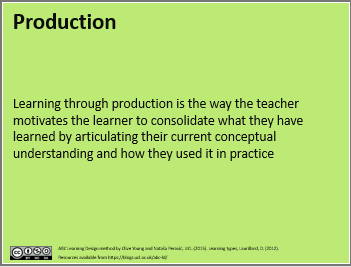 Production
Learning through production is the way the teacher
motivates the learner to consolidate what they have
learned by articulating their current conceptual
understanding and how they used it in practice
ABC Learning Design method by Clive Young and Nataša Perović, UCL. (2015). Learning types, Laurillard, D. (2012).
Resources available from https://blogs.ucl.ac.uk/abc-ld/